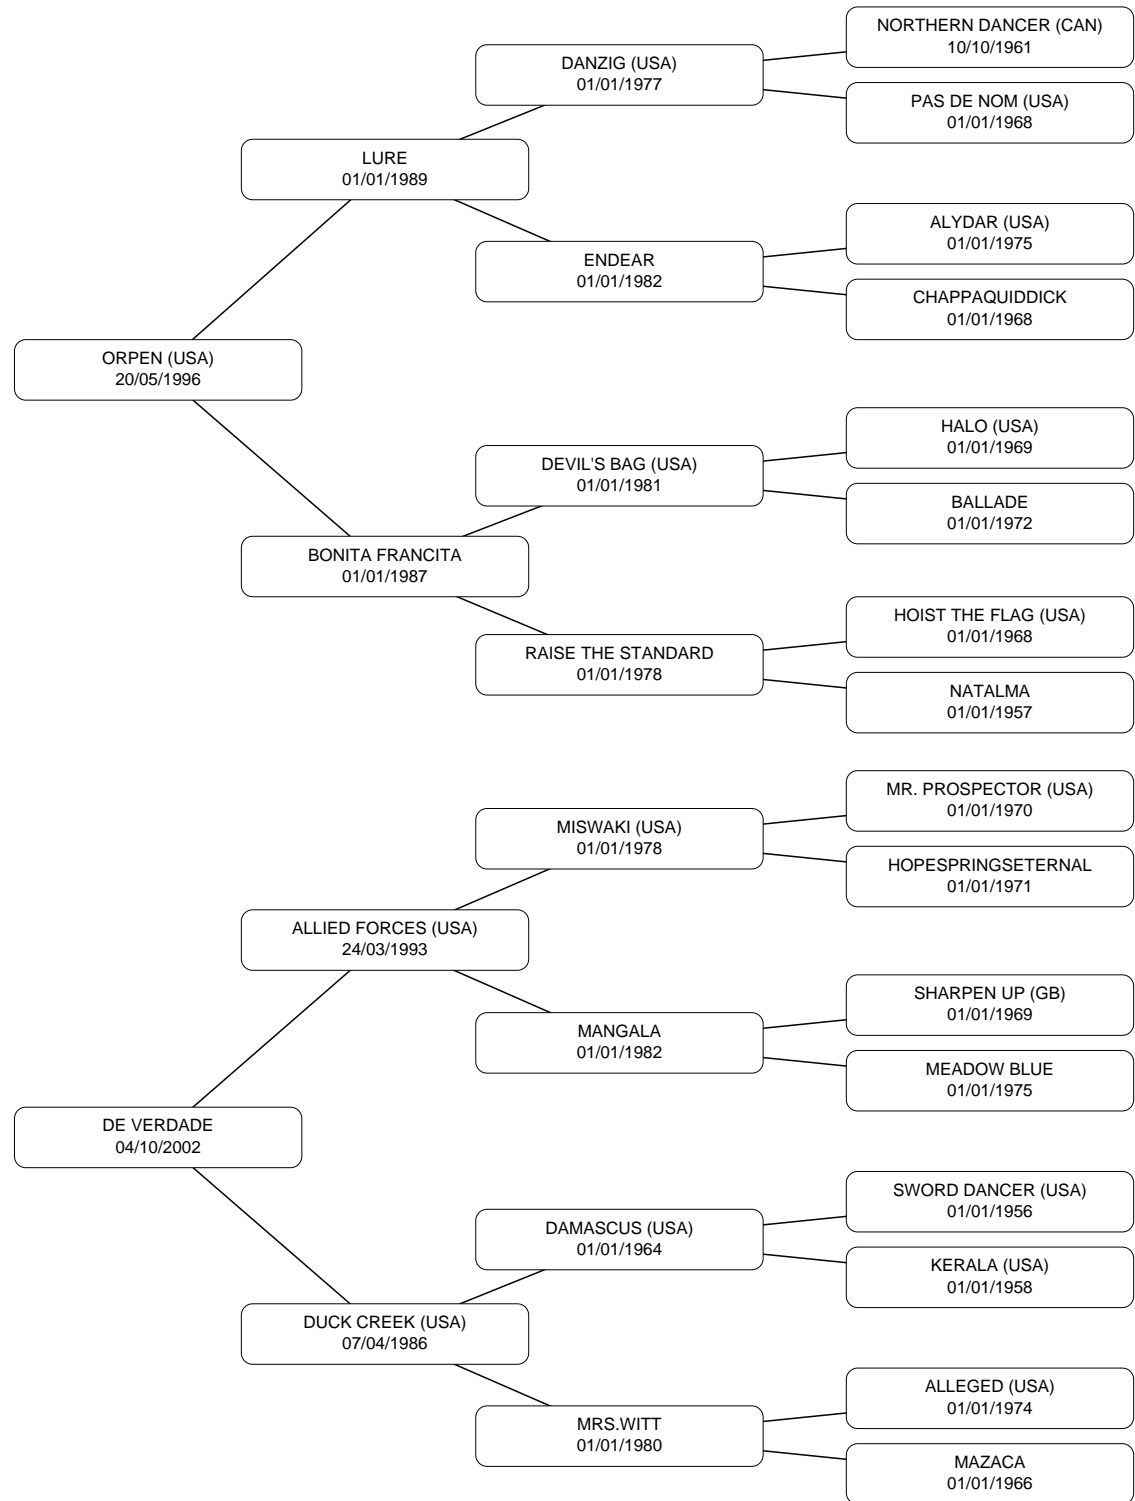 NORTHERN DANCER (CAN)
10/10/1961
DANZIG (USA)
01/01/1977
PAS DE NOM (USA)
01/01/1968
LURE
01/01/1989
ALYDAR (USA)
01/01/1975
ENDEAR
01/01/1982
CHAPPAQUIDDICK
01/01/1968
ORPEN (USA)
20/05/1996
HALO (USA)
01/01/1969
DEVIL'S BAG (USA)
01/01/1981
BALLADE
01/01/1972
BONITA FRANCITA
01/01/1987
HOIST THE FLAG (USA)
01/01/1968
RAISE THE STANDARD
01/01/1978
NATALMA
01/01/1957
MR. PROSPECTOR (USA)
01/01/1970
MISWAKI (USA)
01/01/1978
HOPESPRINGSETERNAL
01/01/1971
ALLIED FORCES (USA)
24/03/1993
SHARPEN UP (GB)
01/01/1969
MANGALA
01/01/1982
MEADOW BLUE
01/01/1975
DE VERDADE
04/10/2002
SWORD DANCER (USA)
01/01/1956
DAMASCUS (USA)
01/01/1964
KERALA (USA)
01/01/1958
DUCK CREEK (USA)
07/04/1986
ALLEGED (USA)
01/01/1974
MRS.WITT
01/01/1980
MAZACA
01/01/1966